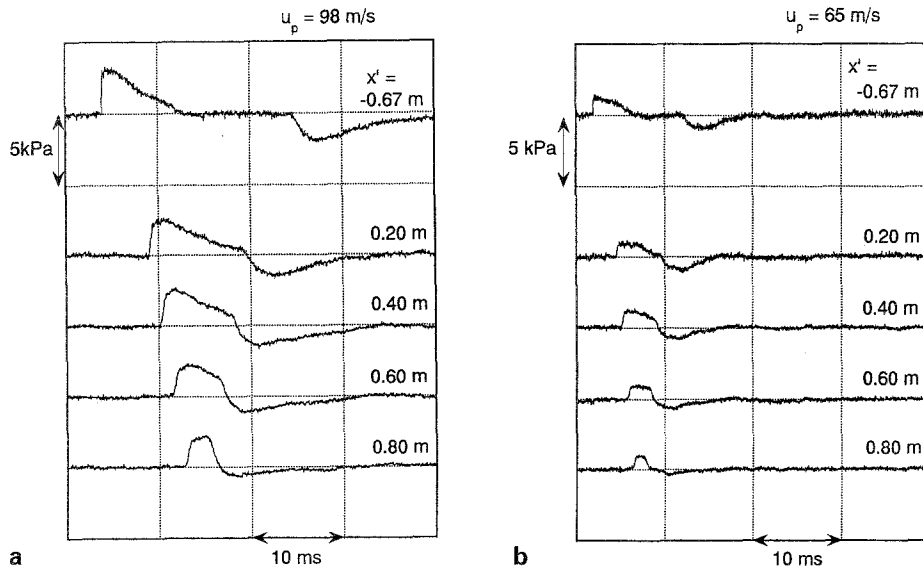 u_p = 98 m/s
x' =
-0.67 m
5kPa
0.20 m
0.40 m
0.60 m
0.80 m
10 ms
a
u_p = 65 m/s
x' =
-0.67 m
5 kPa
0.20 m
0.40 m
0.60 m
0.80 m
10 ms
b